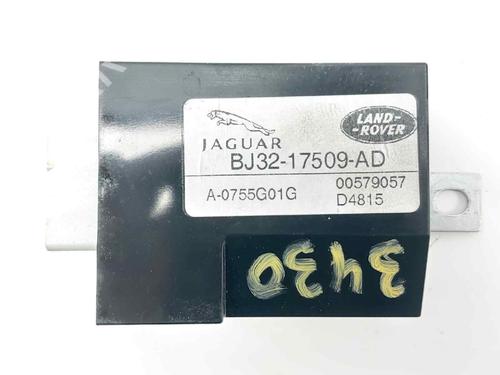 JAGUAR
LAND-
ROVER
BJ32-17509-AD
A-0755G01G
00579057
D4815
3430